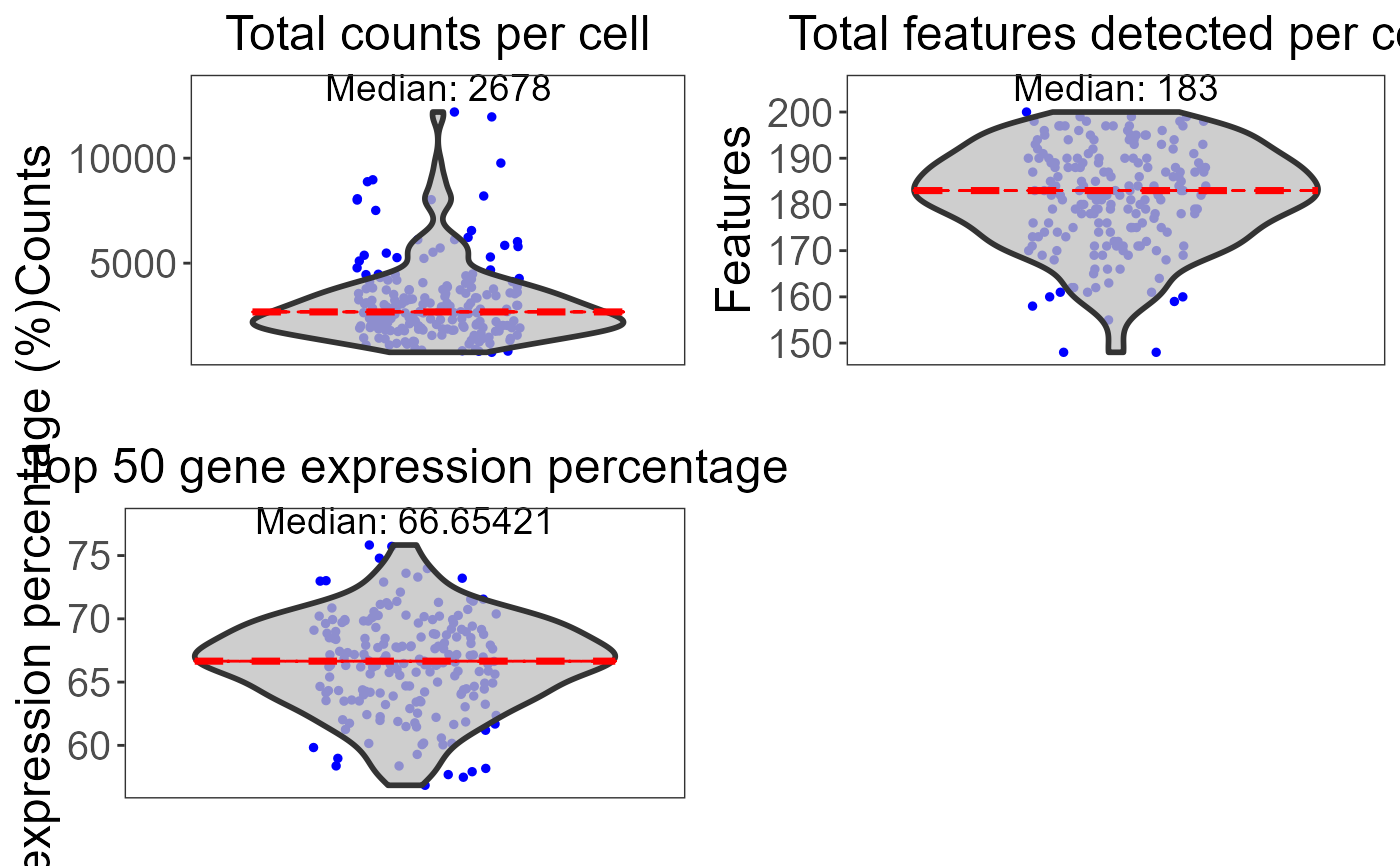 Total counts per cell
Total features detected per ce
Median: 2678
Median: 183
Counts
10000
5000
Features
200
190
180
170
160
150
Top 50 gene expression percentage
Median: 66.65421
expression percentage (%)
75
70
65
60